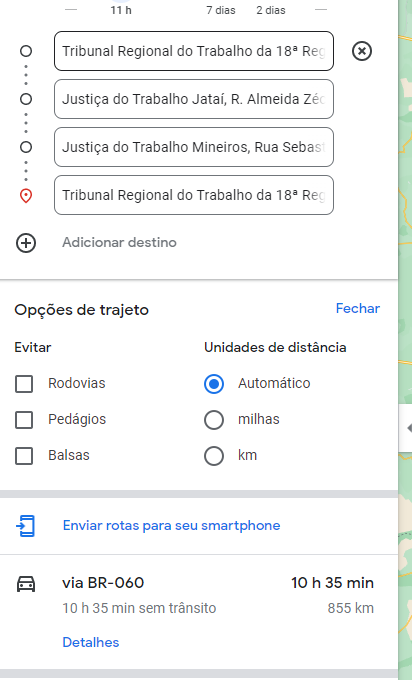 11 h
7 dias
2 dias
Tribunal Regional do Trabalho da 18ª Reg
Justiça do Trabalho Jataí, R. Almeida Zéc
Justiça do Trabalho Mineiros, Rua Sebast
Tribunal Regional do Trabalho da 18ª Reg
Adicionar destino
Opções de trajeto
Fechar
Evitar
Unidades de distância
Rodovias
Automático
Pedágios
milhas
Balsas
km
Enviar rotas para seu smartphone
via BR-060
10 h 35 min
10 h 35 min sem trânsito
855 km
Detalhes